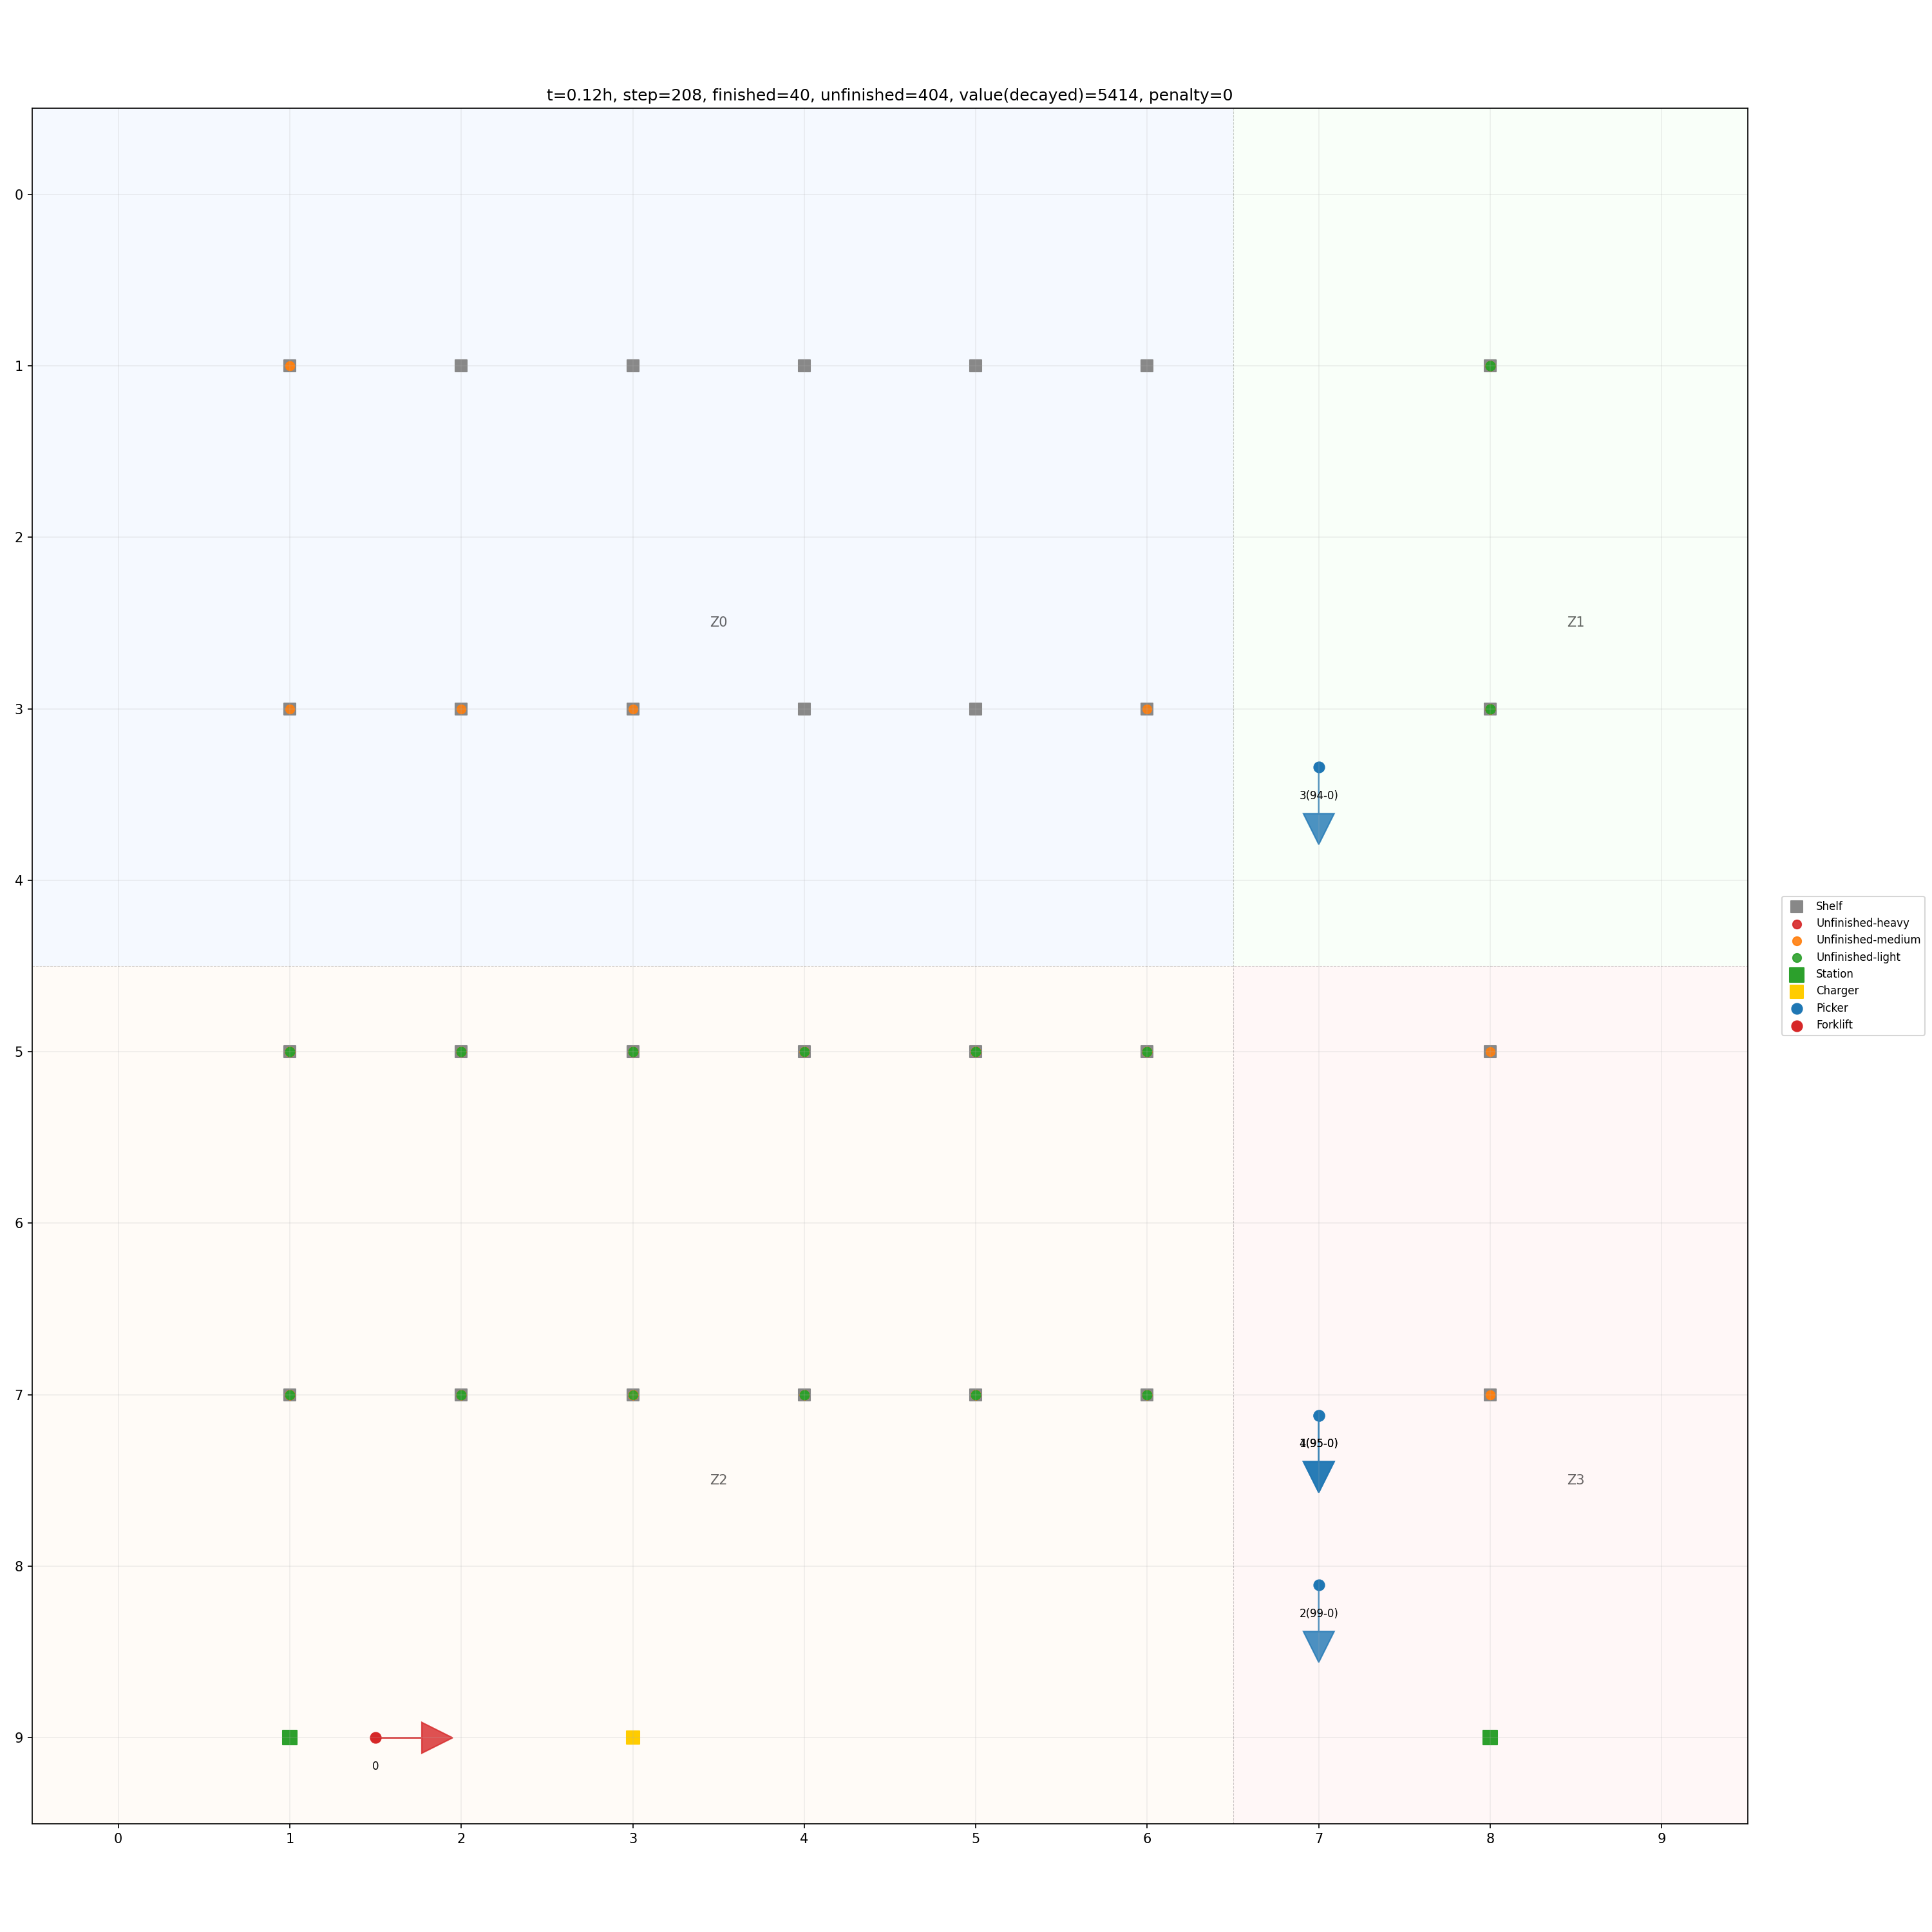 t=0.12h, step=208, finished=40, unfinished=404, value(decayed)=5414, penalty=0
0
1
2
Z0
Z1
3
3(94-0)
4
Shelf
Unfinished-heavy
Unfinished-medium
Unfinished-light
Station
Charger
Picker
Forklift
5
6
7
Z2
Z3
8
2(99-0)
9
0
0 1 2 3 4 5 6 7 8 9